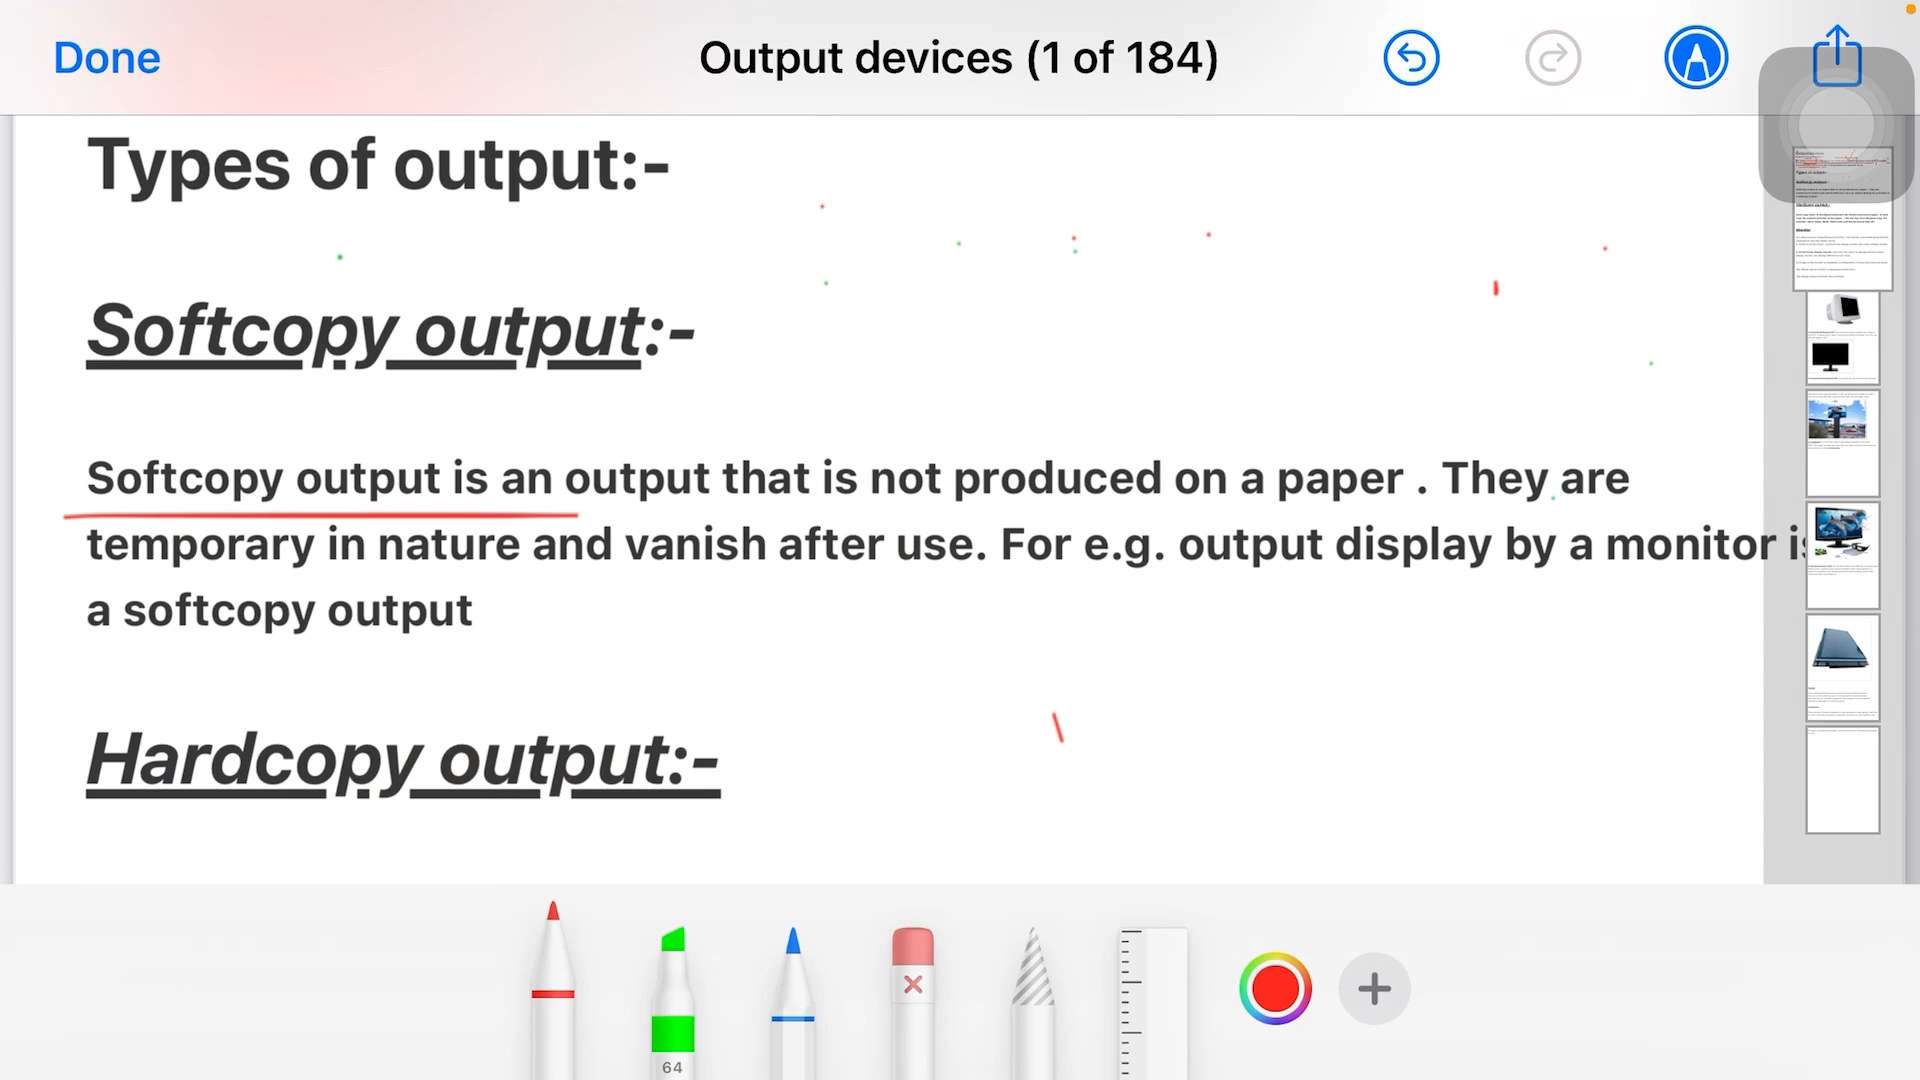 Done
Output devices (1 of 184)
Types of output:-
Softcopy output:-
Softcopy output is an output that is not produced on a paper . They are
temporary in nature and vanish after use. For e.g. output display by a monitor is
a softcopy output
Hardcopy output:-
64